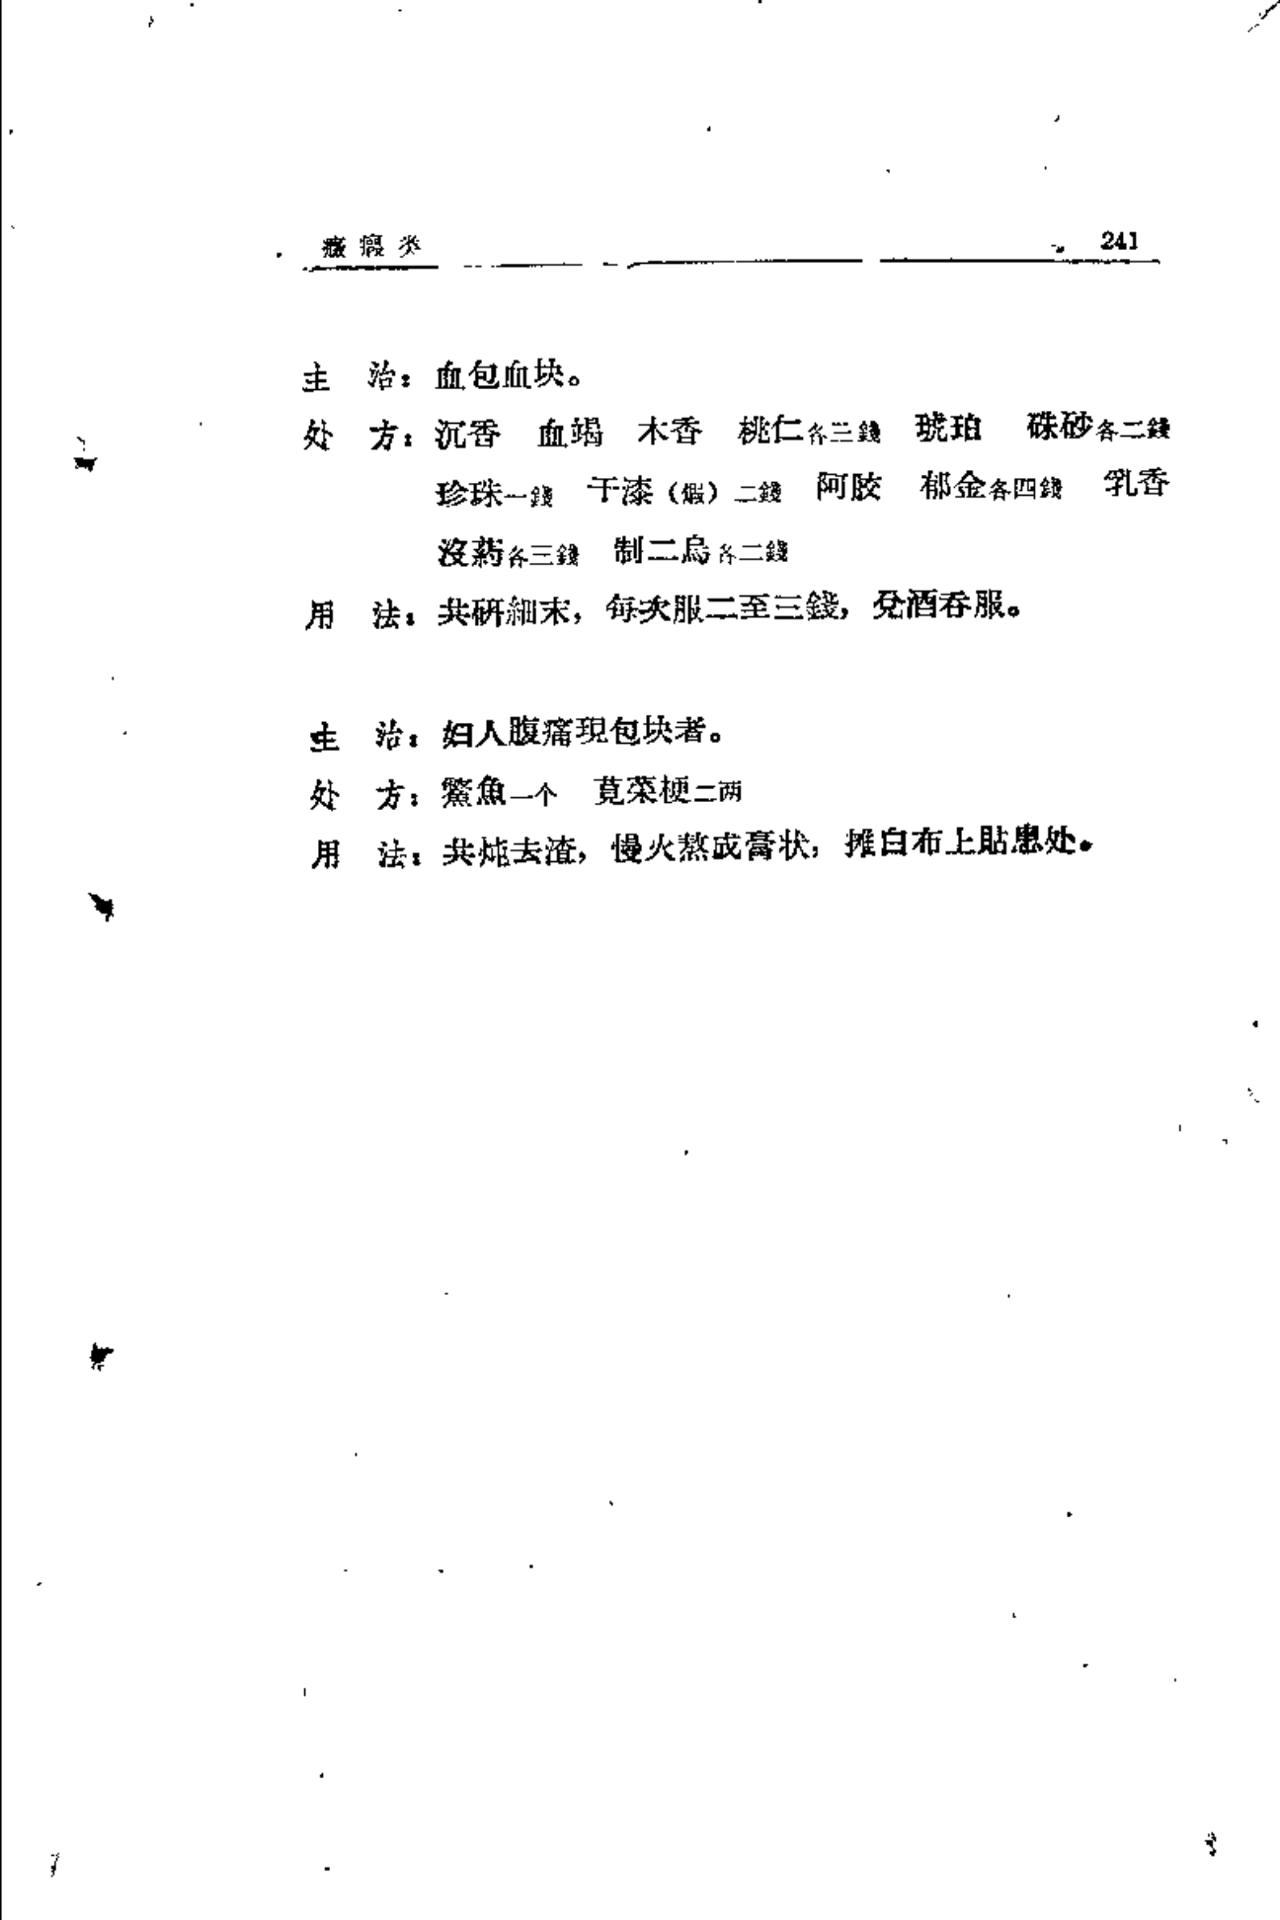 癥瘕类 241
主 治：血包血块。
处 方：沉香 血竭 木香 桃仁各三錢 琥珀 硃砂各二錢
珍珠一錢 干漆（煅）二錢 阿胶 郁金各四錢 乳香
沒葯各三錢 制二烏各二錢
用 法：共研細末，每次服二至三錢，兌酒吞服。
主 治：妇人腹痛現包块者。
处 方：鱉魚一个 莧菜梗二两
用 法：共炖去渣，慢火熬成膏状，摊白布上貼患处。